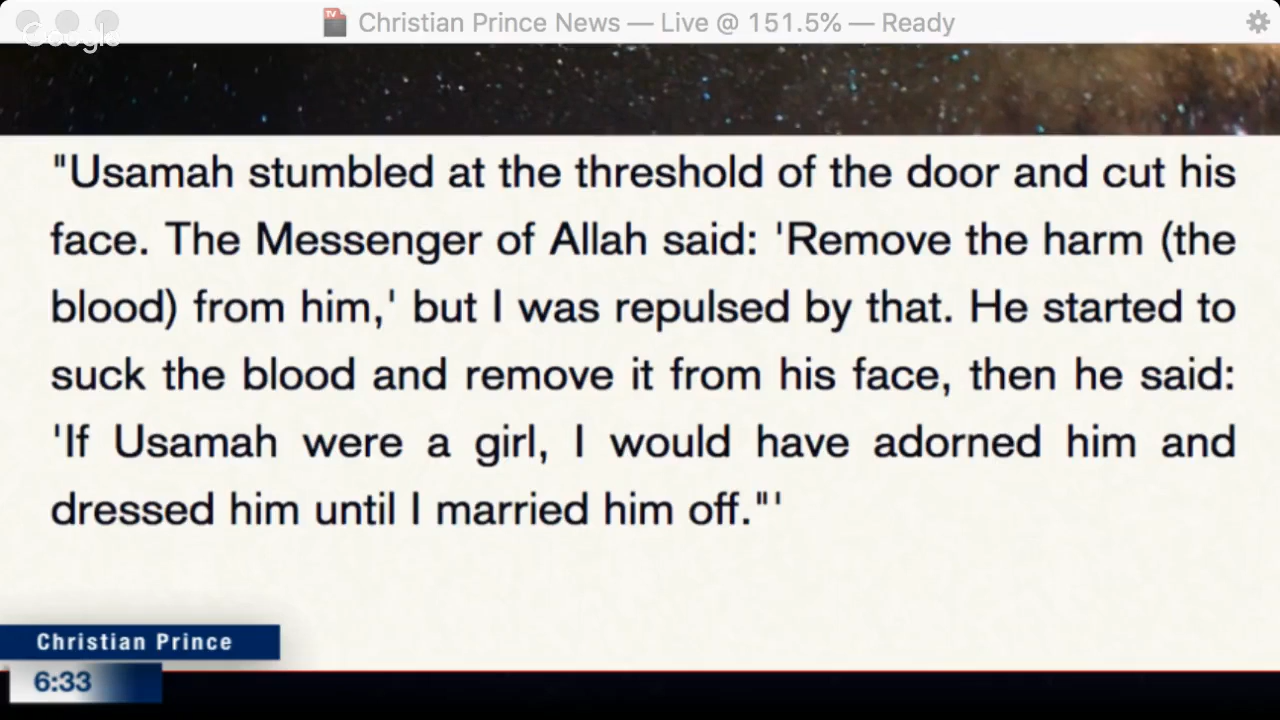 Christian Prince News — Live @ 151.5% — Ready
Google
"Usamah stumbled at the threshold of the door and cut his
face. The Messenger of Allah said: 'Remove the harm (the
blood) from him,' but I was repulsed by that. He started to
suck the blood and remove it from his face, then he said:
'If Usamah were a girl, I would have adorned him and
dressed him until I married him off."'
Christian Prince
6:33